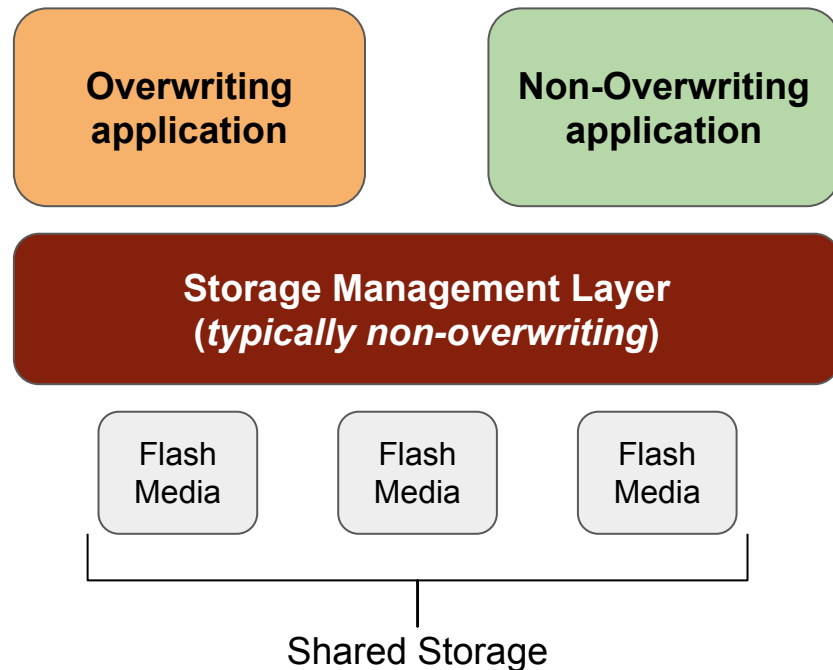 Overwriting
application
Non-Overwriting
application
Storage Management Layer
(typically non-overwriting)
Flash
Media
Flash
Media
Flash
Media
Shared Storage